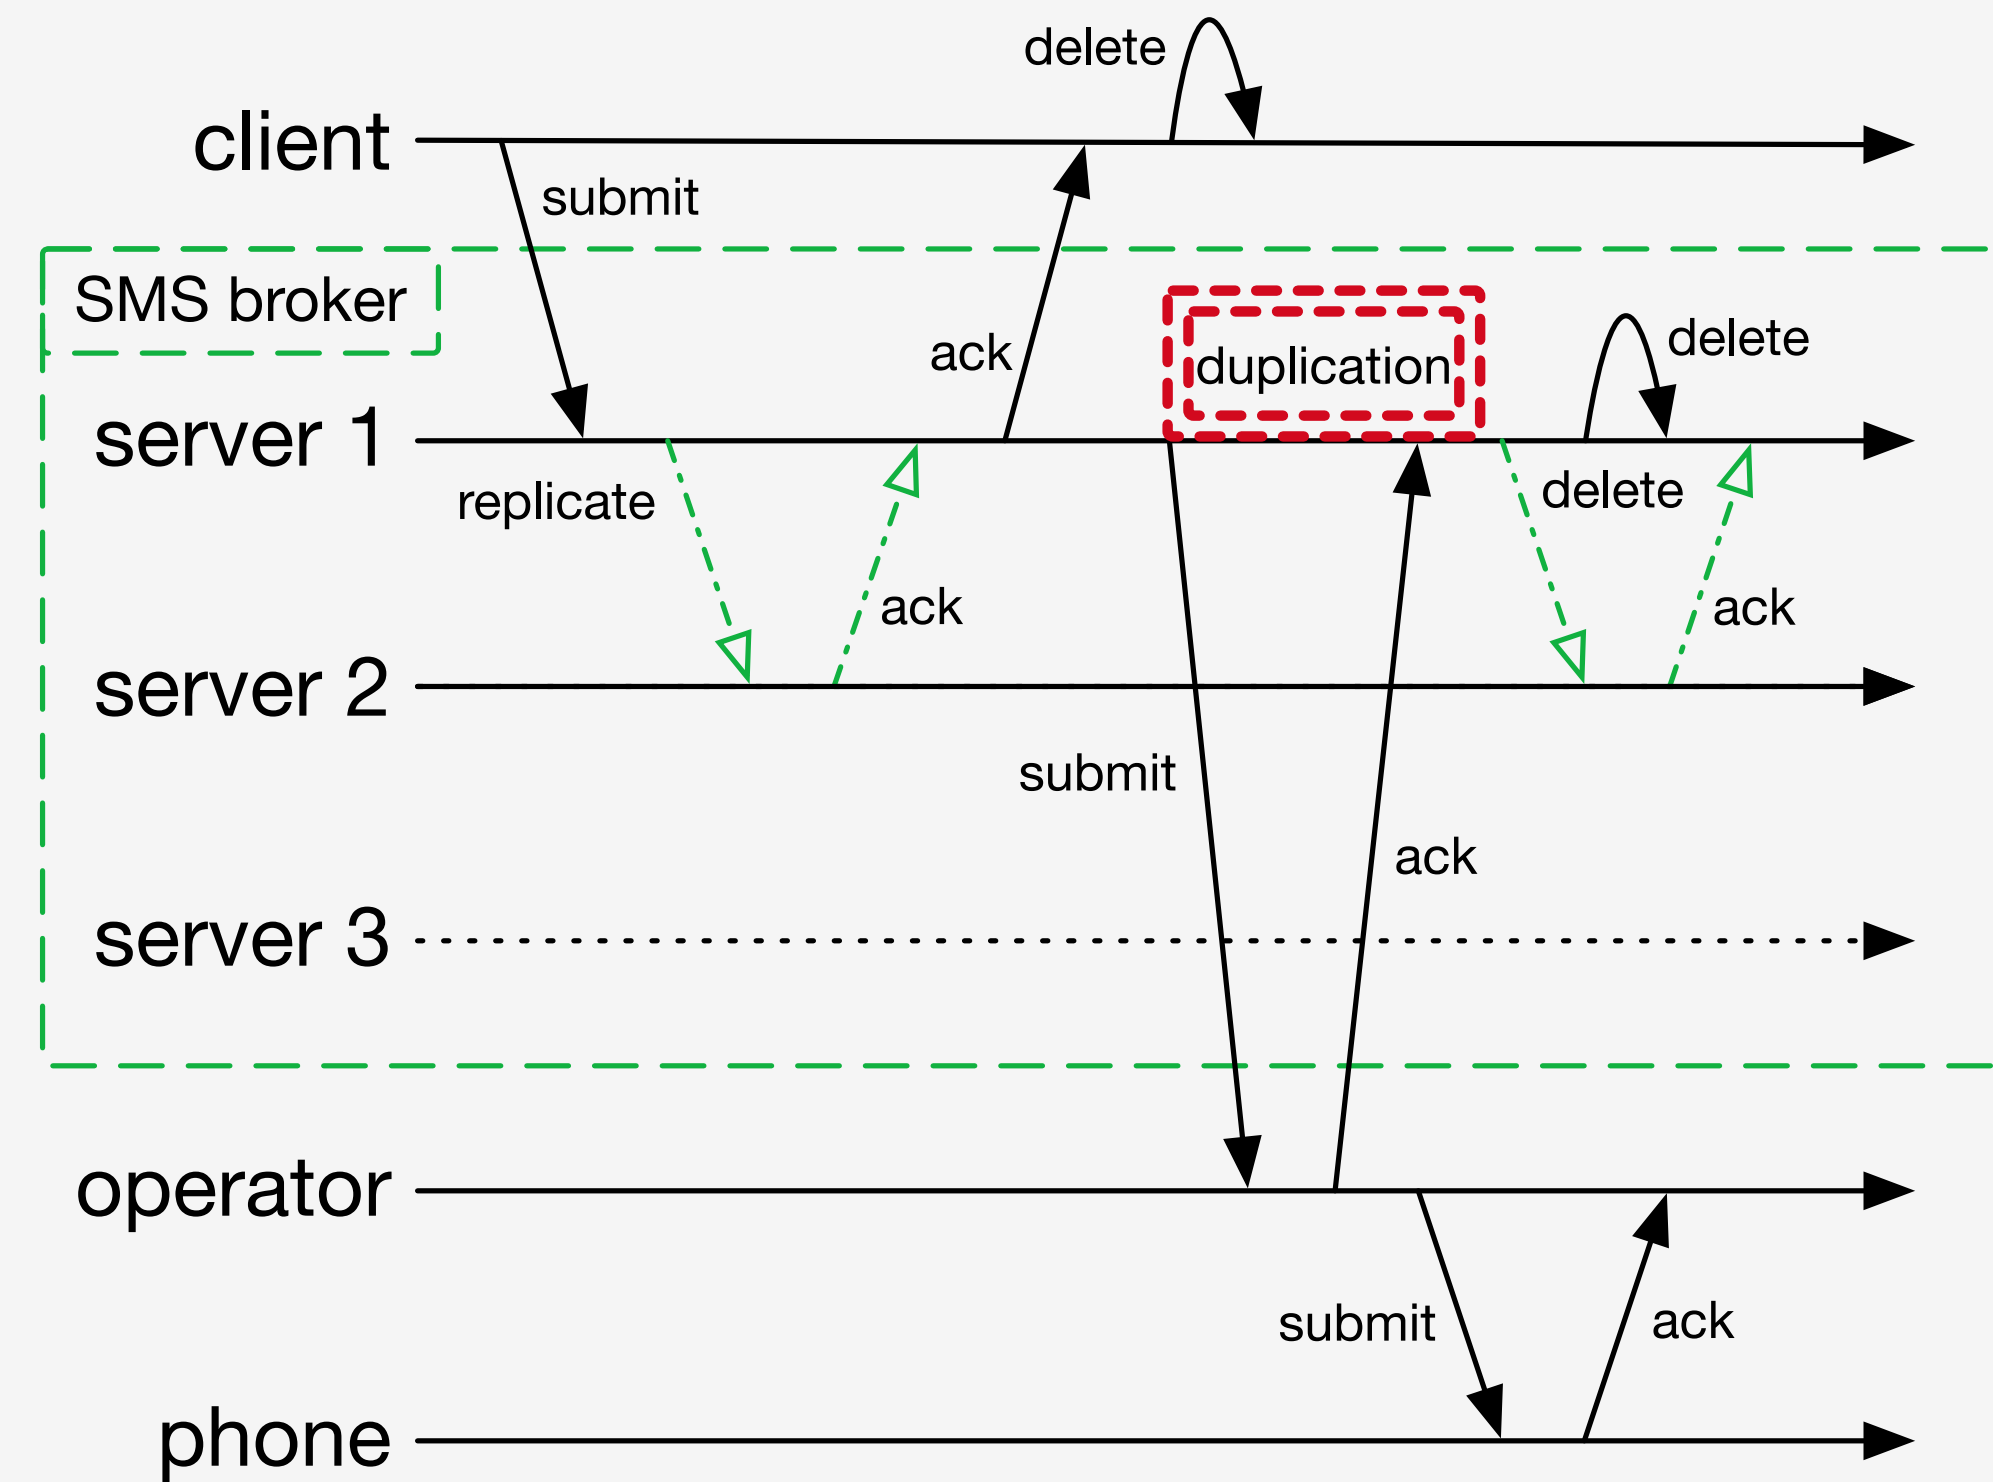 delete
client
submit
SMS broker
ack
duplication
delete
server 1
replicate
delete
ack
ack
server 2
submit
ack
server 3
operator
submit
ack
phone